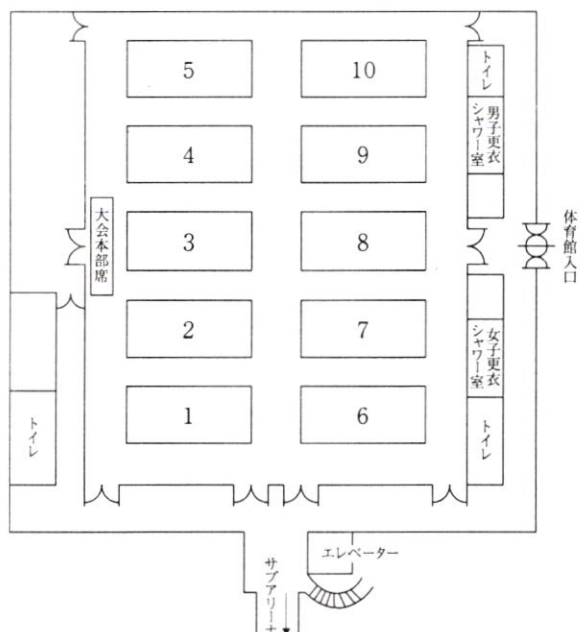 5
10
4
9
3
8
2
7
1
6
トイレ
男子更衣
シャワー室
大会本部席
体育館入口
女子更衣
シャワー室
トイレ
トイレ
エレベーター
サブアリーナ